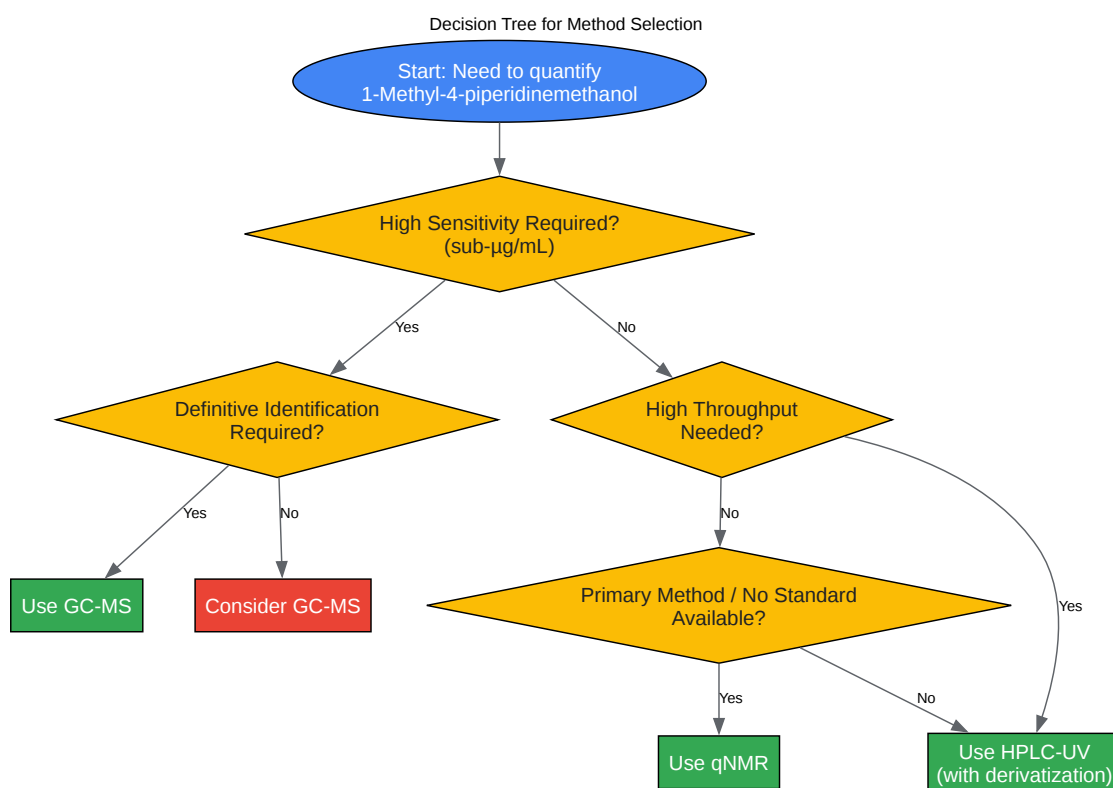 Decision Tree for Method Selection
Start: Need to quantify
1-Methyl-4-piperidinemethanol
High Sensitivity Required?
(sub-µg/mL)
Yes
No
Definitive Identification
Required?
High Throughput
Needed?
Yes
No
No
Use GC-MS
Consider GC-MS
Primary Method / No Standard
Available?
Yes
Yes
No
Use qNMR
Use HPLC-UV
(with derivatization)